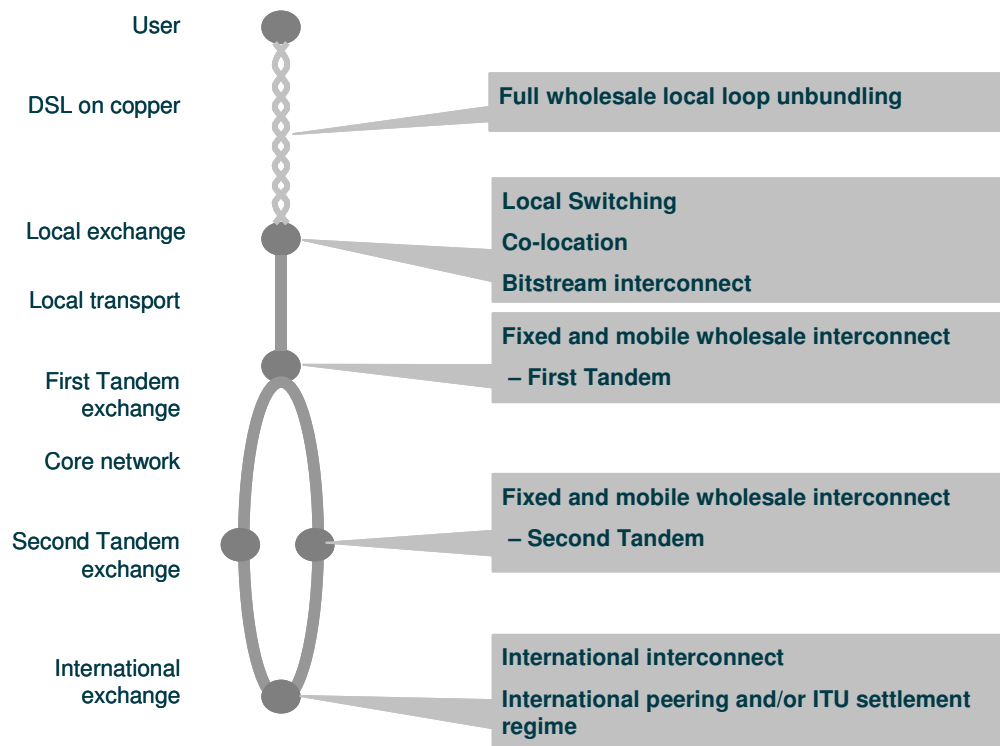 User
DSL on copper
Full wholesale local loop unbundling
Local Switching
Local exchange
Co-location
Bitstream interconnect
Local transport
Fixed and mobile wholesale interconnect
– First Tandem
First Tandem
exchange
Core network
Fixed and mobile wholesale interconnect
– Second Tandem
Second Tandem
exchange
International interconnect
International
exchange
International peering and/or ITU settlement
regime